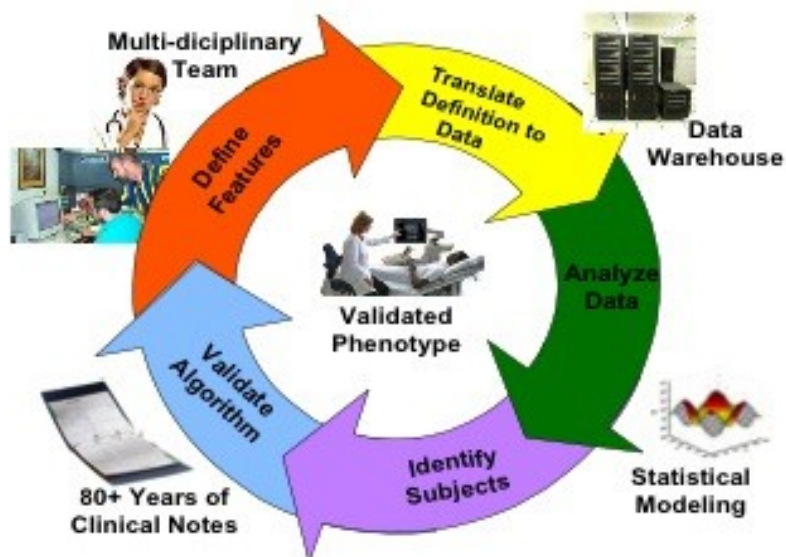 Multi-diciplinary
Team
Define
Features
Translate
Definition to
Data
Data
Warehouse
Analyze
Data
Validated
Phenotype
Statistical
Modeling
Identify
Subjects
Validate
Algorithm
80+ Years of
Clinical Notes